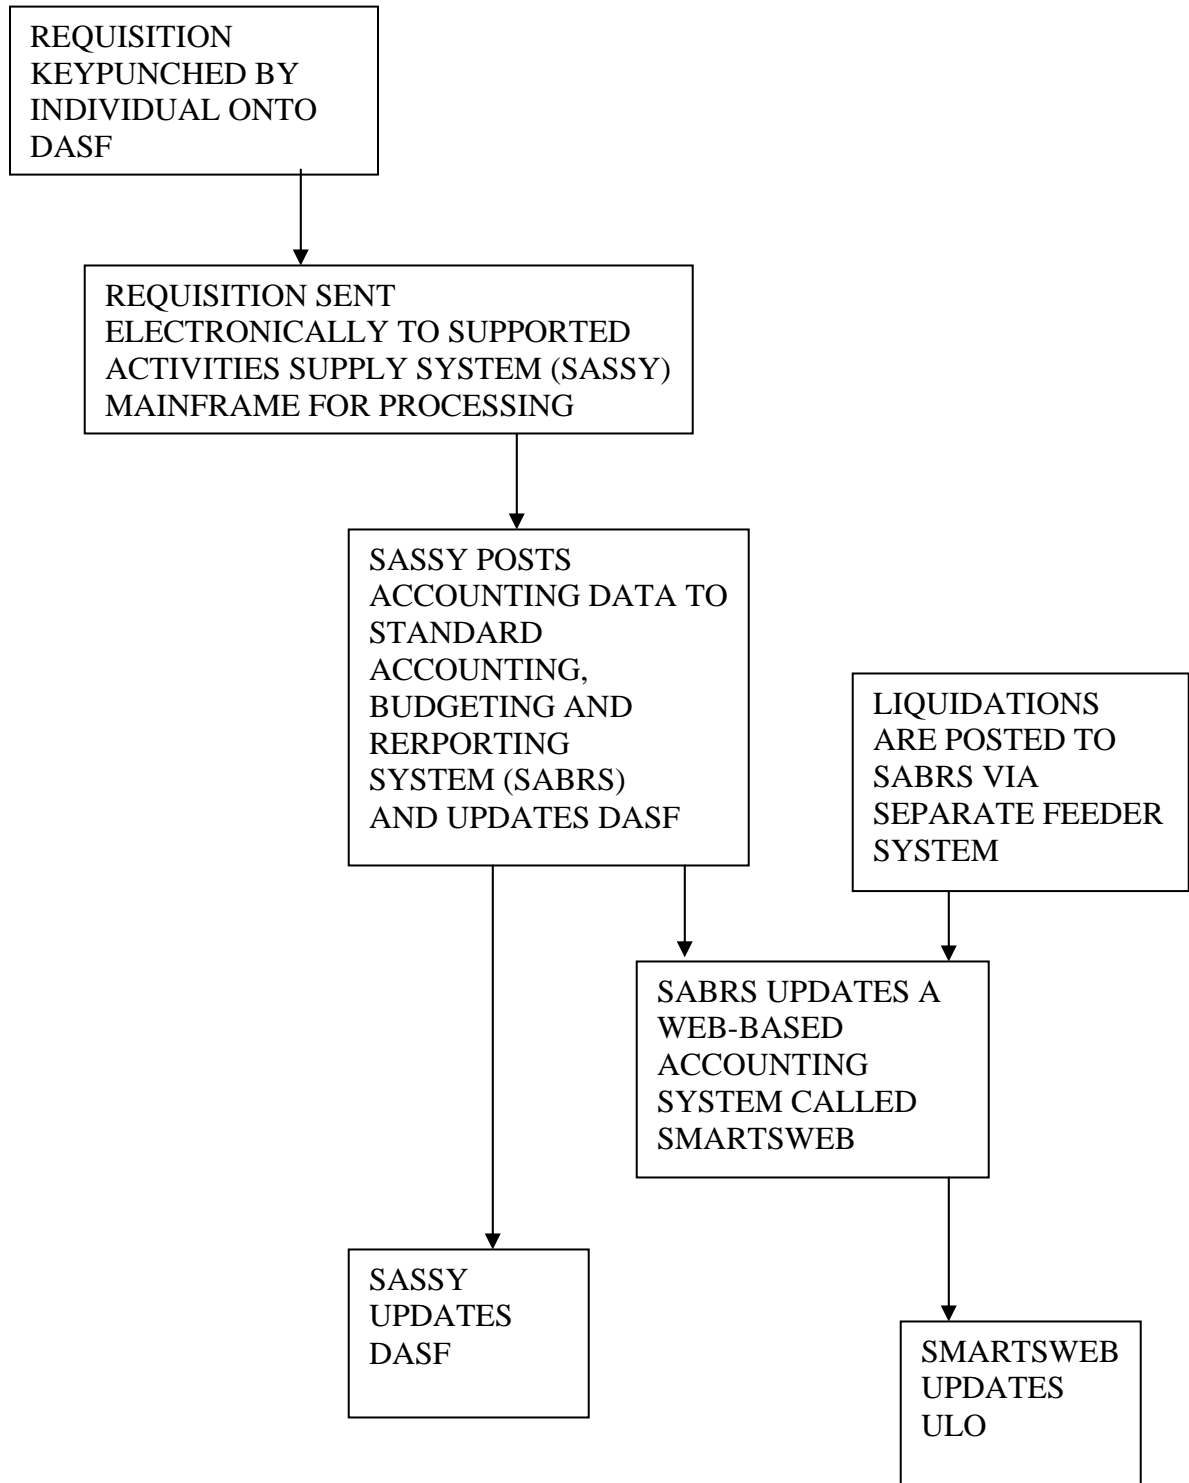 REQUISITION
KEYPUNCHED BY
INDIVIDUAL ONTO
DASF
REQUISITION SENT
ELECTRONICALLY TO SUPPORTED
ACTIVITIES SUPPLY SYSTEM (SASSY)
MAINFRAME FOR PROCESSING
SASSY POSTS
ACCOUNTING DATA TO
STANDARD
ACCOUNTING,
BUDGETING AND
RERPORTING
SYSTEM (SABRS)
AND UPDATES DASF
LIQUIDATIONS
ARE POSTED TO
SABRS VIA
SEPARATE FEEDER
SYSTEM
SABRS UPDATES A
WEB-BASED
ACCOUNTING
SYSTEM CALLED
SMARTSWEB
SASSY
UPDATES
DASF
SMARTSWEB
UPDATES
ULO